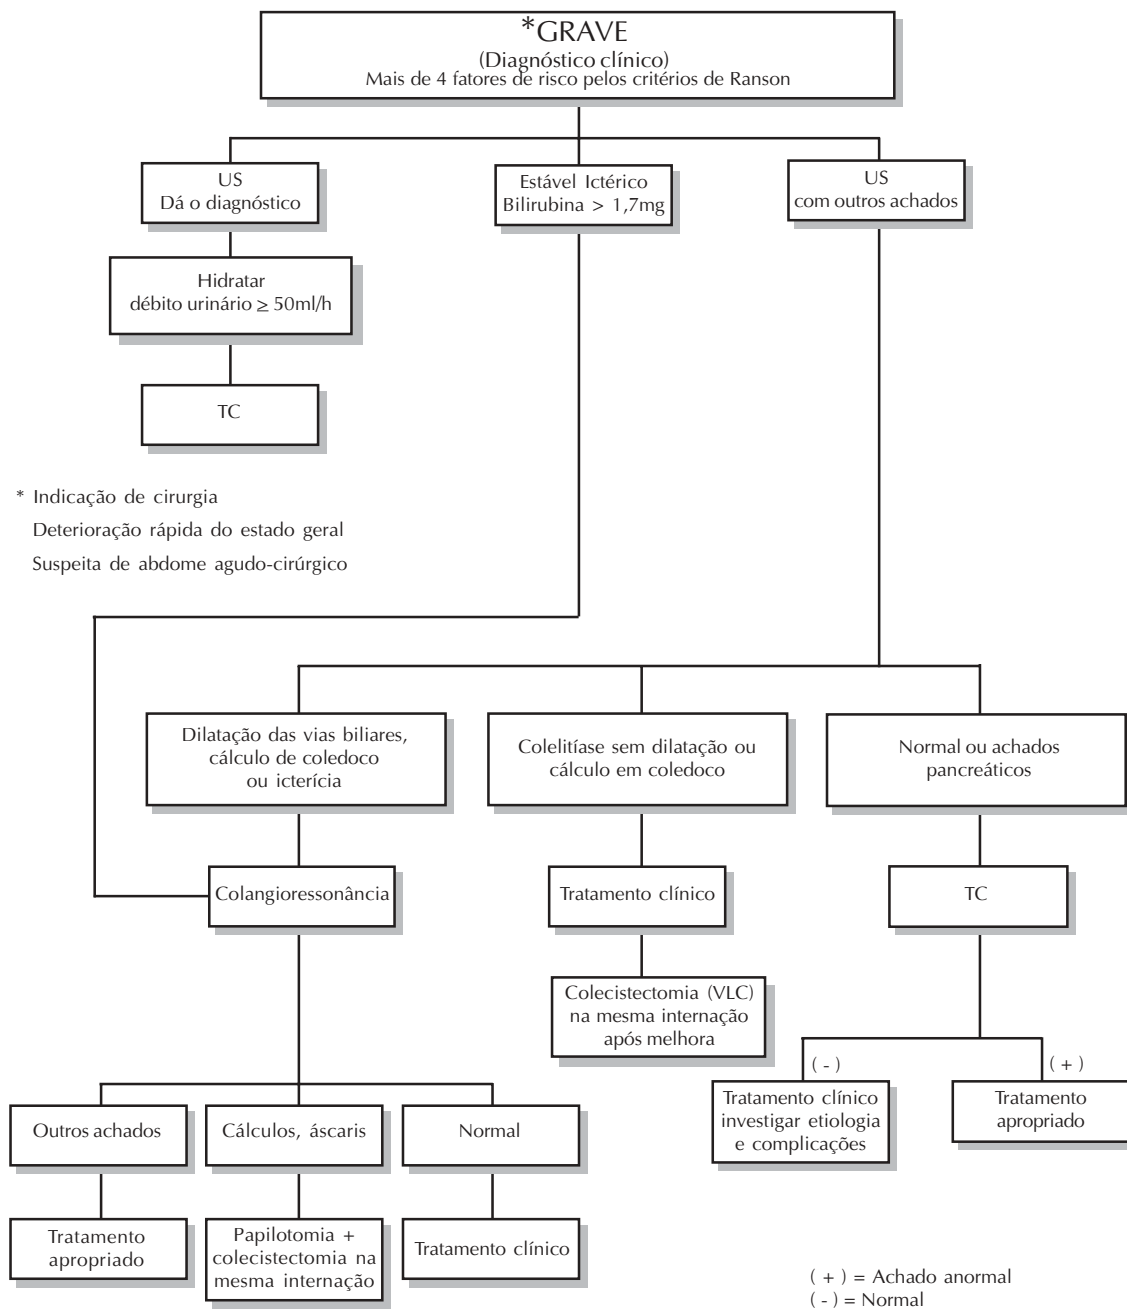 *GRAVE
(Diagnóstico clínico)
Mais de 4 fatores de risco pelos critérios de Ranson
US
Dá o diagnóstico
Estável Ictérico
Bilirubina > 1,7mg
US
com outros achados
Hidratar
débito urinário ≥ 50ml/h
TC
* Indicação de cirurgia
Deterioração rápida do estado geral
Suspeita de abdome agudo-cirúrgico
Dilatação das vias biliares,
cálculo de coledoco
ou icterícia
Colelitíase sem dilatação ou
cálculo em coledoco
Normal ou achados
pancreáticos
Colangioressonância
Tratamento clínico
TC
Colecistectomia (VLC)
na mesma internação
após melhora
( - )
( + )
Tratamento clínico
investigar etiologia
e complicações
Tratamento
apropriado
Outros achados
Cálculos, áscaris
Normal
Tratamento
apropriado
Papilotomia +
colecistectomia na
mesma internação
Tratamento clínico
( + ) = Achado anormal
( - ) = Normal